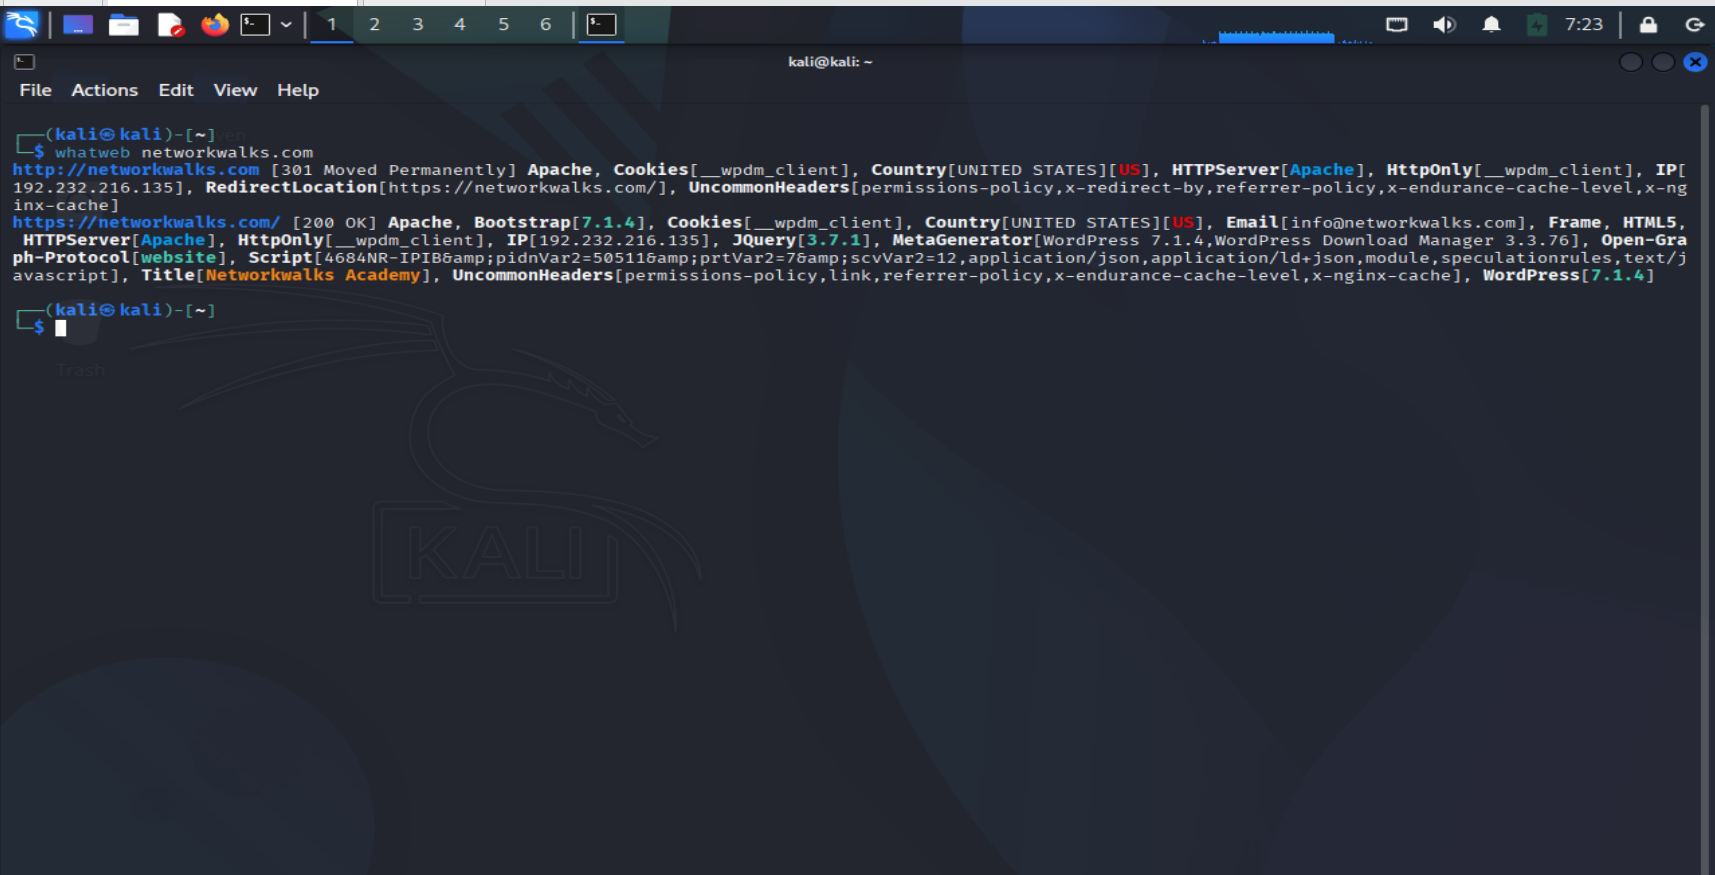 1 2 3 4 5 6 7:23
kali@kali: ~
File Actions Edit View Help
┌──(kali㉿kali)-[~]
└─$ whatweb networkwalks.com
http://networkwalks.com [301 Moved Permanently] Apache, Cookies[__wpdm_client], Country[UNITED STATES][US], HTTPServer[Apache], HttpOnly[__wpdm_client], IP[
192.232.216.135], RedirectLocation[https://networkwalks.com/], UncommonHeaders[permissions-policy,x-redirect-by,referrer-policy,x-endurance-cache-level,x-ng
inx-cache]
https://networkwalks.com/ [200 OK] Apache, Bootstrap[7.1.4], Cookies[__wpdm_client], Country[UNITED STATES][US], Email[info@networkwalks.com], Frame, HTML5,
HTTPServer[Apache], HttpOnly[__wpdm_client], IP[192.232.216.135], JQuery[3.7.1], MetaGenerator[WordPress 7.1.4,WordPress Download Manager 3.3.76], Open-Gra
ph-Protocol[website], Script[4684NR-IPIB&amp;pidnVar2=50511&amp;prtVar2=7&amp;scvVar2=12,application/json,application/ld+json,module,speculationrules,text/j
avascript], Title[Networkwalks Academy], UncommonHeaders[permissions-policy,link,referrer-policy,x-endurance-cache-level,x-nginx-cache], WordPress[7.1.4]
┌──(kali㉿kali)-[~]
└─$
Trash
KALI